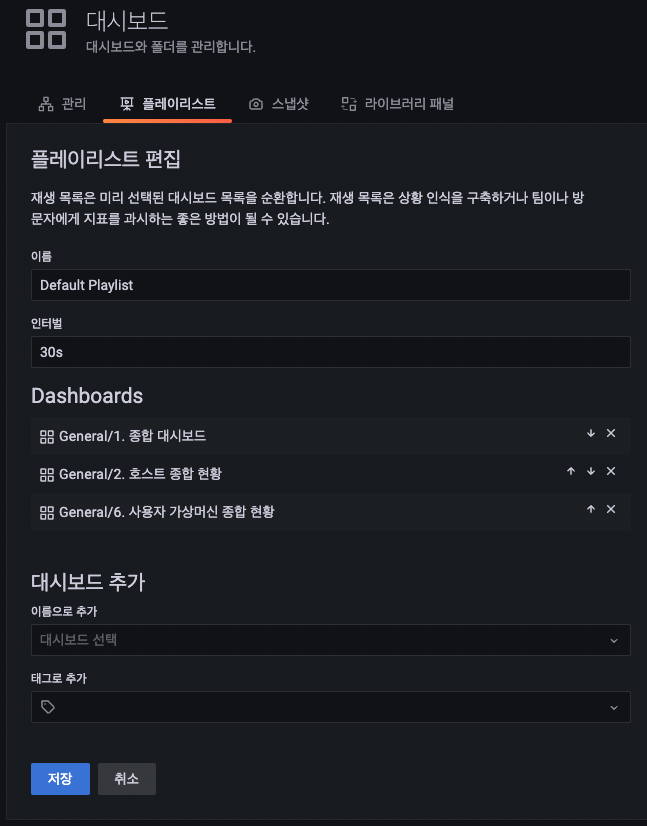 대시보드
대시보드와 폴더를 관리합니다.
관리
플레이리스트
스냅샷
라이브러리 패널
플레이리스트 편집
재생 목록은 미리 선택된 대시보드 목록을 순환합니다. 재생 목록은 상황 인식을 구축하거나 팀이나 방
문자에게 지표를 과시하는 좋은 방법이 될 수 있습니다.
이름
Default Playlist
인터벌
30s
Dashboards
General/1. 종합 대시보드
General/2. 호스트 종합 현황
General/6. 사용자 가상머신 종합 현황
대시보드 추가
이름으로 추가
대시보드 선택
태그로 추가
저장
취소